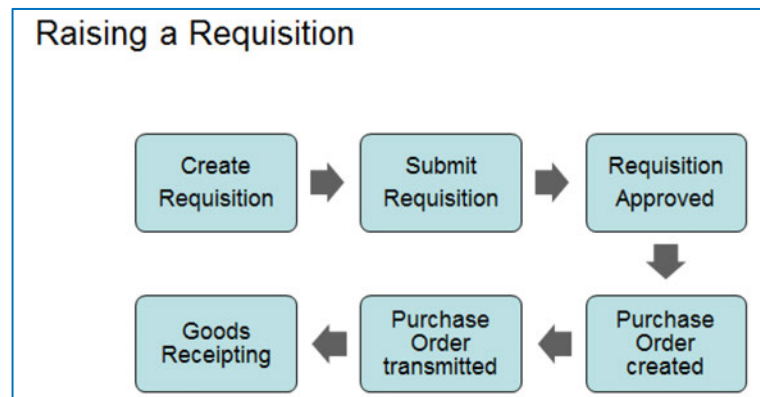 Raising a Requisition
Create
Requisition
Submit
Requisition
Requisition
Approved
Purchase
Order
created
Purchase
Order
transmitted
Goods
Receipting